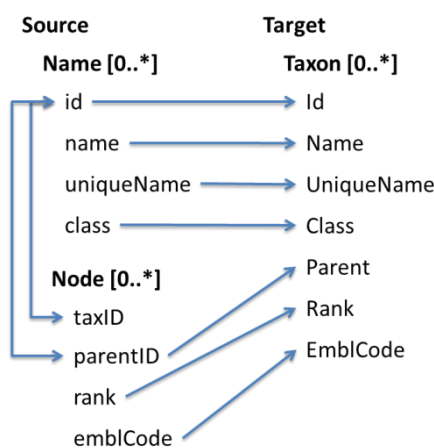 Source Target
Name [0..*] Taxon [0..*]
id Id
name Name
uniqueName UniqueName
class Class
Parent
Node [0..*]
Rank
taxID
EmblCode
parentID
rank
emblCode